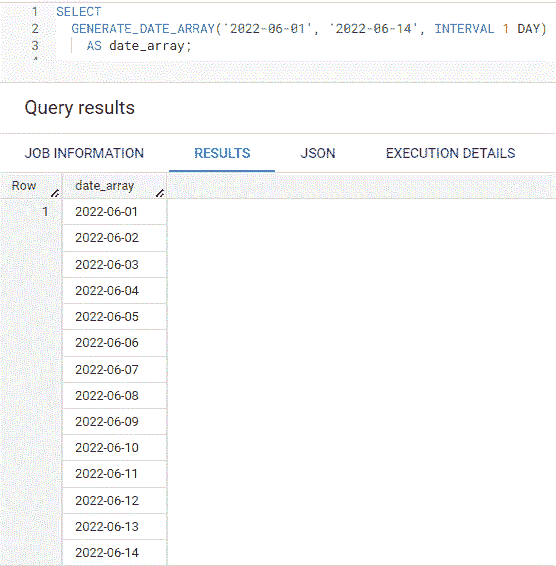 1 SELECT
2 GENERATE_DATE_ARRAY('2022-06-01', '2022-06-14', INTERVAL 1 DAY)
3 AS date_array;
Query results
JOB INFORMATION RESULTS JSON EXECUTION DETAILS
Row date_array
1 2022-06-01
2022-06-02
2022-06-03
2022-06-04
2022-06-05
2022-06-06
2022-06-07
2022-06-08
2022-06-09
2022-06-10
2022-06-11
2022-06-12
2022-06-13
2022-06-14